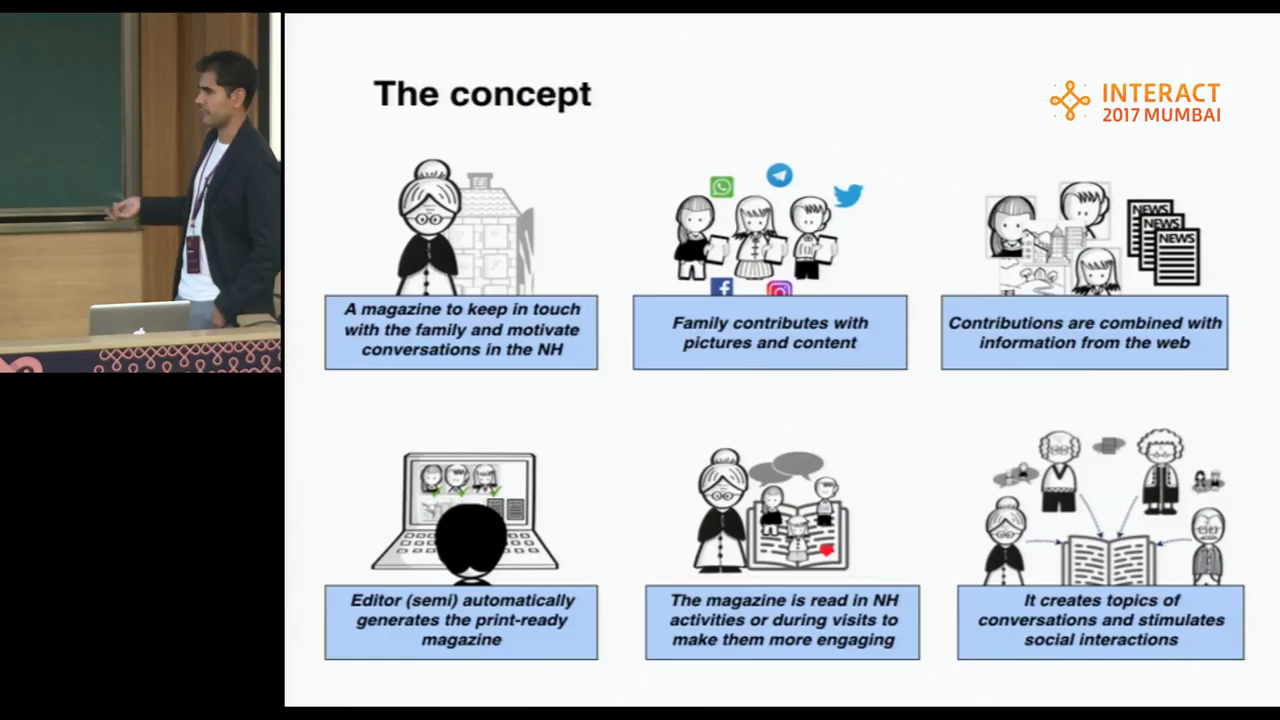 The concept
INTERACT
2017 MUMBAI
A magazine to keep in touch
with the family and motivate
conversations in the NH
Family contributes with
pictures and content
NEWS
NEWS
NEWS
Contributions are combined with
information from the web
Editor (semi) automatically
generates the print-ready
magazine
The magazine is read in NH
activities or during visits to
make them more engaging
It creates topics of
conversations and stimulates
social interactions